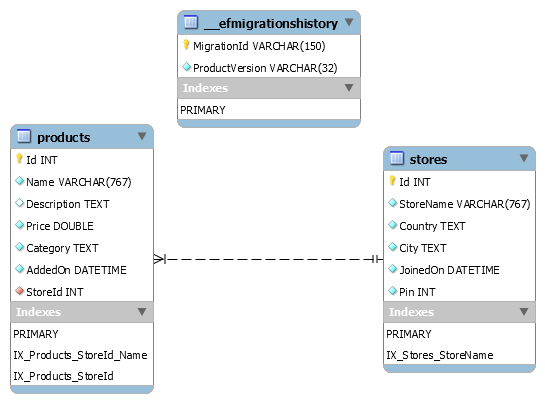 __efmigrationshistory
MigrationId VARCHAR(150)
ProductVersion VARCHAR(32)
Indexes
PRIMARY
products
Id INT
Name VARCHAR(767)
Description TEXT
Price DOUBLE
Category TEXT
AddedOn DATETIME
StoreId INT
Indexes
PRIMARY
IX_Products_StoreId_Name
IX_Products_StoreId
stores
Id INT
StoreName VARCHAR(767)
Country TEXT
City TEXT
JoinedOn DATETIME
Pin INT
Indexes
PRIMARY
IX_Stores_StoreName